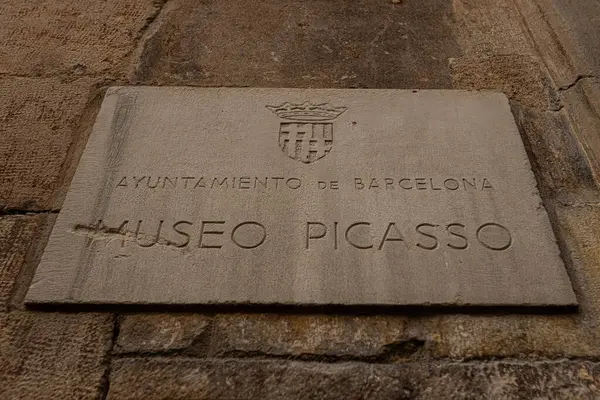 AYUNTAMIENTO DE BARCELONA
MUSEO PICASSO